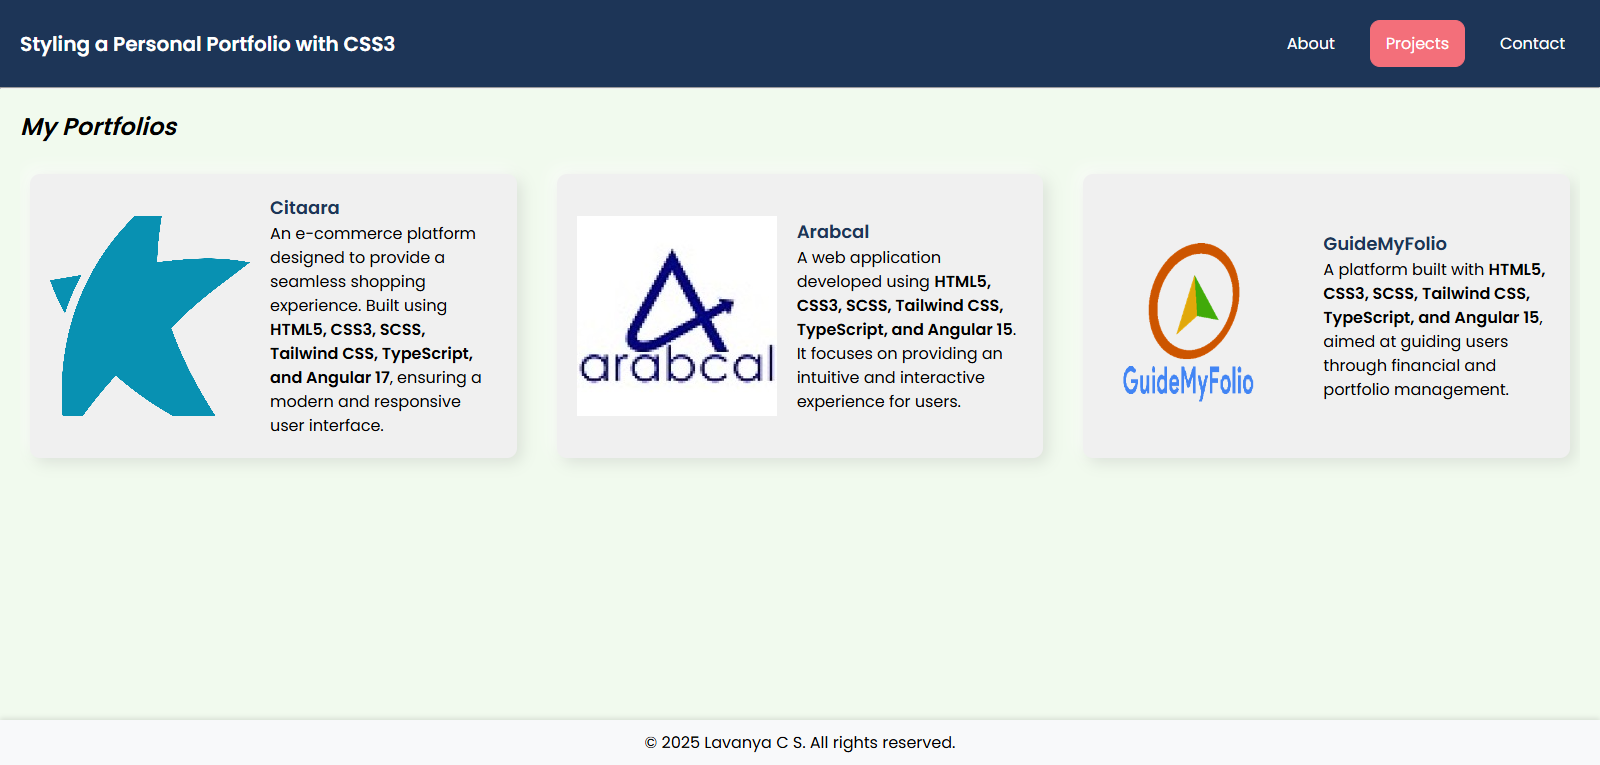 Styling a Personal Portfolio with CSS3
About
Projects
Contact
My Portfolios
Citaara
An e-commerce platform
designed to provide a
seamless shopping
experience. Built using
HTML5, CSS3, SCSS,
Tailwind CSS, TypeScript,
and Angular 17, ensuring a
modern and responsive
user interface.
arabcal
Arabcal
A web application
developed using HTML5,
CSS3, SCSS, Tailwind CSS,
TypeScript, and Angular 15.
It focuses on providing an
intuitive and interactive
experience for users.
GuideMyFolio
GuideMyFolio
A platform built with HTML5,
CSS3, SCSS, Tailwind CSS,
TypeScript, and Angular 15,
aimed at guiding users
through financial and
portfolio management.
© 2025 Lavanya C S. All rights reserved.